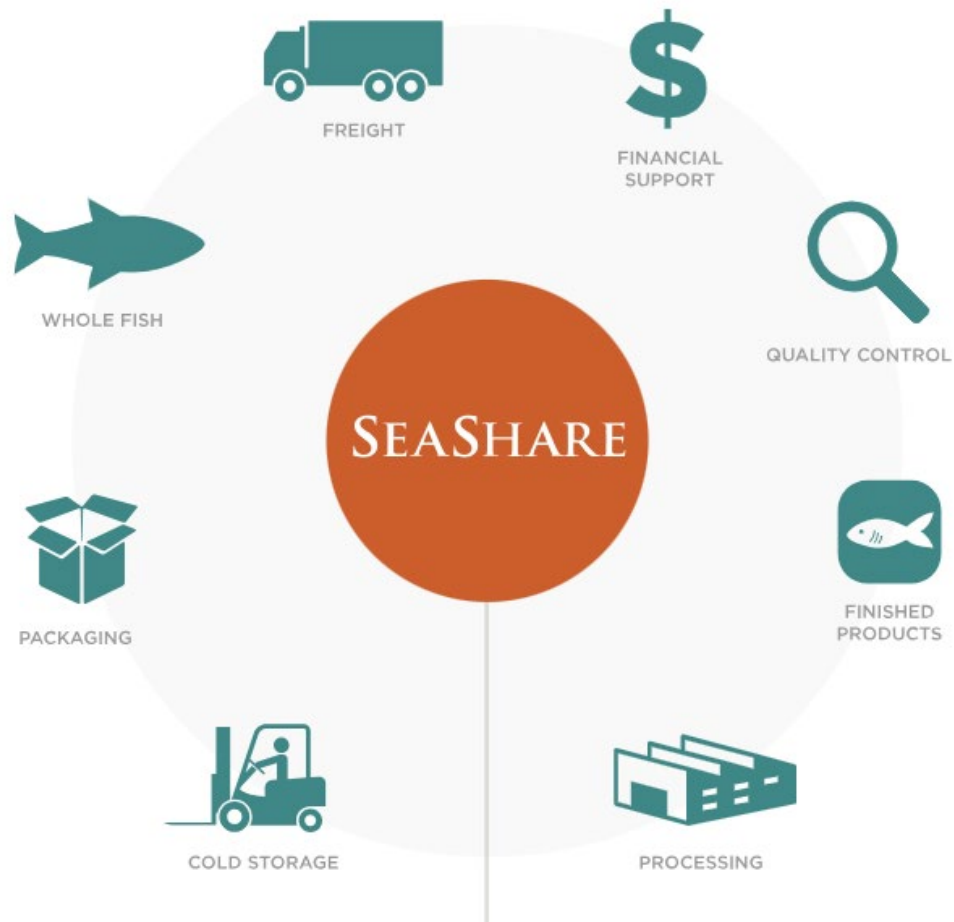 FREIGHT
FINANCIAL
SUPPORT
WHOLE FISH
QUALITY CONTROL
SEASHARE
PACKAGING
FINISHED
PRODUCTS
COLD STORAGE
PROCESSING